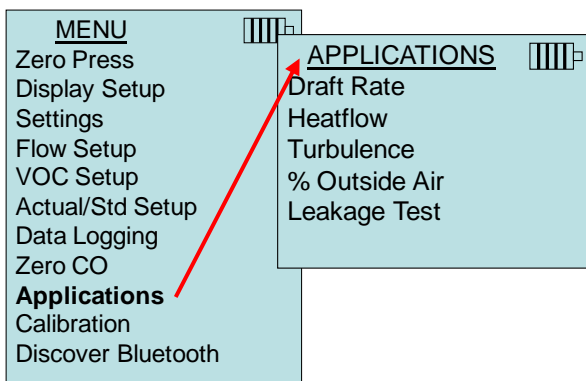 MENU
Zero Press
Display Setup
Settings
Flow Setup
VOC Setup
Actual/Std Setup
Data Logging
Zero CO
Applications
Calibration
Discover Bluetooth
APPLICATIONS
Draft Rate
Heatflow
Turbulence
% Outside Air
Leakage Test